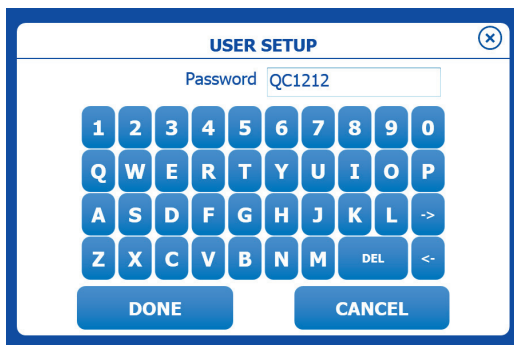 USER SETUP
Password QC1212
1 2 3 4 5 6 7 8 9 0
Q W E R T Y U I O P
A S D F G H J K L ->
Z X C V B N M DEL <-
DONE CANCEL